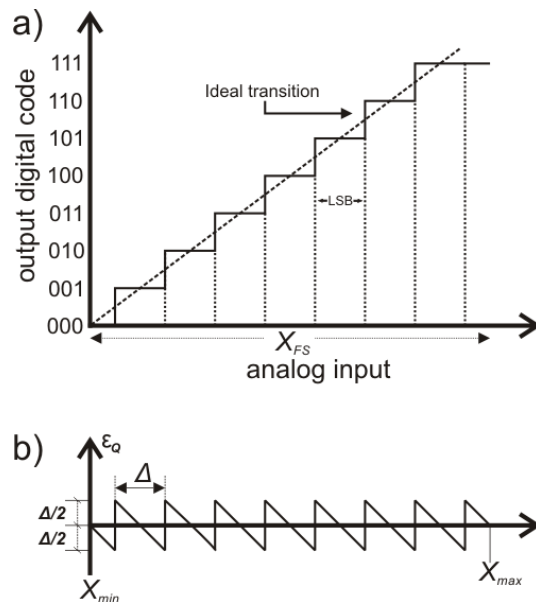 a)
output digital code
111
110
101
100
011
010
001
000
Ideal transition
LSB
X_FS
analog input
b)
ε_Q
Δ
Δ/2
Δ/2
X_min
X_max